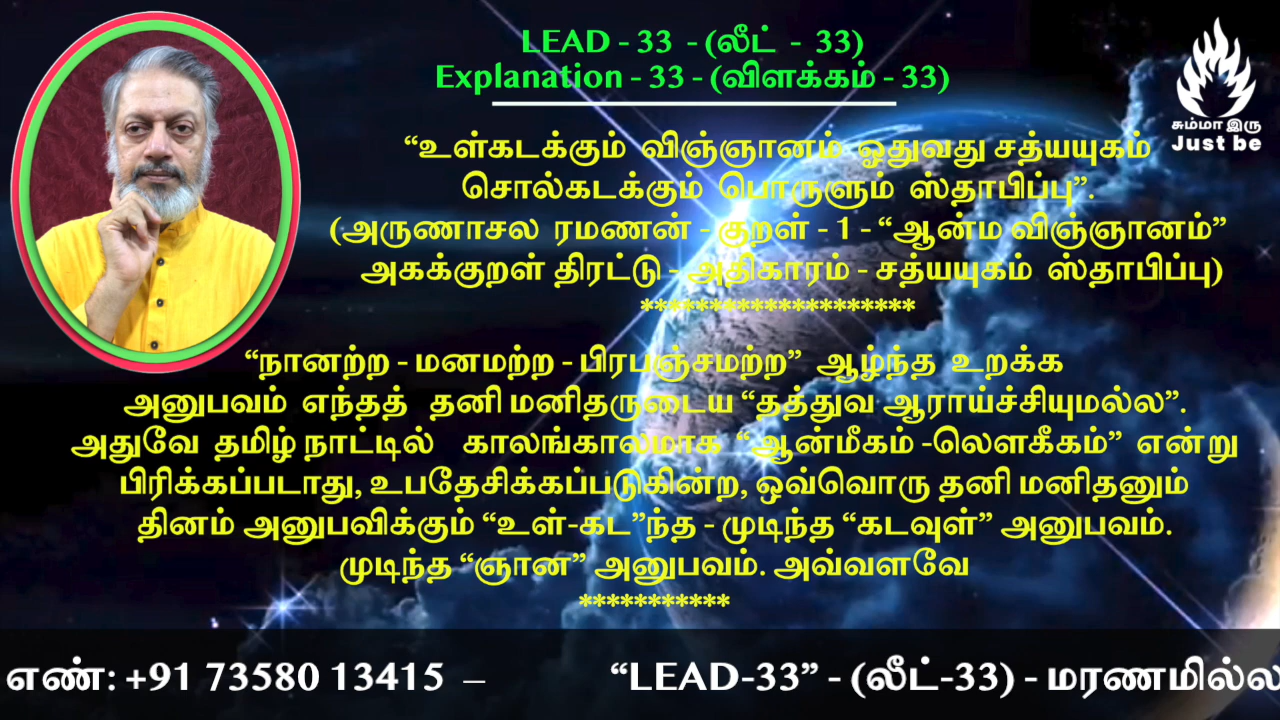 LEAD - 33 - (லீட் - 33)
Explanation - 33 - (விளக்கம் - 33)
சும்மா இரு
Just be
“உள்கடக்கும் விஞ்ஞானம் ஓதுவது சத்யயுகம்
சொல்கடக்கும் பொருளும் ஸ்தாபிப்பு”.
(அருணாசல ரமணன் - குறள் - 1 - “ஆன்ம விஞ்ஞானம்”
அகக்குறள் திரட்டு - அதிகாரம் - சத்யயுகம் ஸ்தாபிப்பு)
********************
“நானற்ற - மனமற்ற - பிரபஞ்சமற்ற” ஆழ்ந்த உறக்க
அனுபவம் எந்தத் தனி மனிதருடைய “தத்துவ ஆராய்ச்சியுமல்ல”.
அதுவே தமிழ் நாட்டில் காலங்காலமாக “ஆன்மீகம் -லௌகீகம்” என்று
பிரிக்கப்படாது, உபதேசிக்கப்படுகின்ற, ஒவ்வொரு தனி மனிதனும்
தினம் அனுபவிக்கும் “உள்-கட”ந்த - முடிந்த “கடவுள்” அனுபவம்.
முடிந்த “ஞான” அனுபவம். அவ்வளவே
***********
எண்: +91 73580 13415 – “LEAD-33” - (லீட்-33) - மரணமில்ல